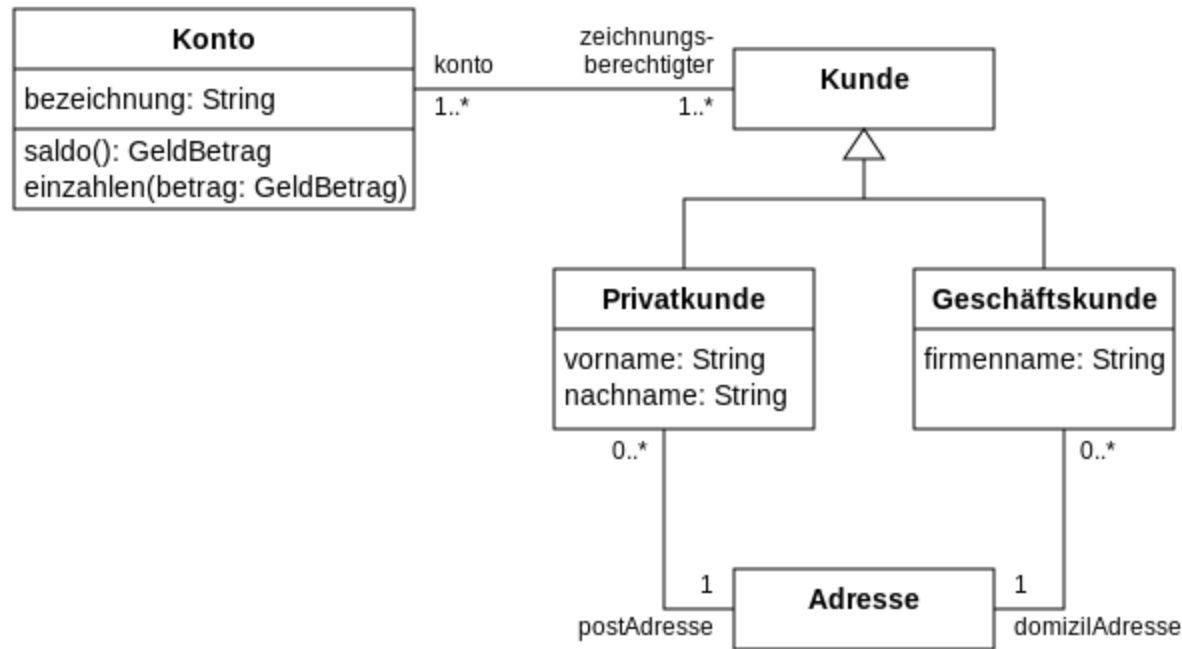 Konto
bezeichnung: String
saldo(): GeldBetrag
einzahlen(betrag: GeldBetrag)
konto
1..*
zeichnungs-
berechtigter
1..*
Kunde
Privatkunde
vorname: String
nachname: String
0..*
Geschäftskunde
firmenname: String
0..*
1
postAdresse
Adresse
1
domizilAdresse